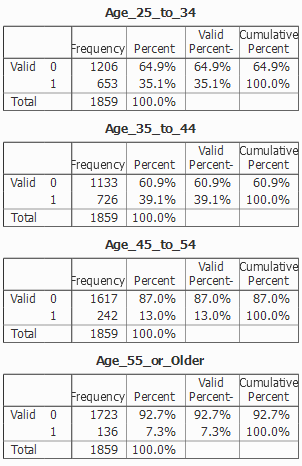 Age_25_to_34
Valid Cumulative
Frequency Percent Percent- Percent
Valid 0 1206 64.9% 64.9% 64.9%
1 653 35.1% 35.1% 100.0%
Total 1859 100.0%
Age_35_to_44
Valid Cumulative
Frequency Percent Percent- Percent
Valid 0 1133 60.9% 60.9% 60.9%
1 726 39.1% 39.1% 100.0%
Total 1859 100.0%
Age_45_to_54
Valid Cumulative
Frequency Percent Percent- Percent
Valid 0 1617 87.0% 87.0% 87.0%
1 242 13.0% 13.0% 100.0%
Total 1859 100.0%
Age_55_or_Older
Valid Cumulative
Frequency Percent Percent- Percent
Valid 0 1723 92.7% 92.7% 92.7%
1 136 7.3% 7.3% 100.0%
Total 1859 100.0%